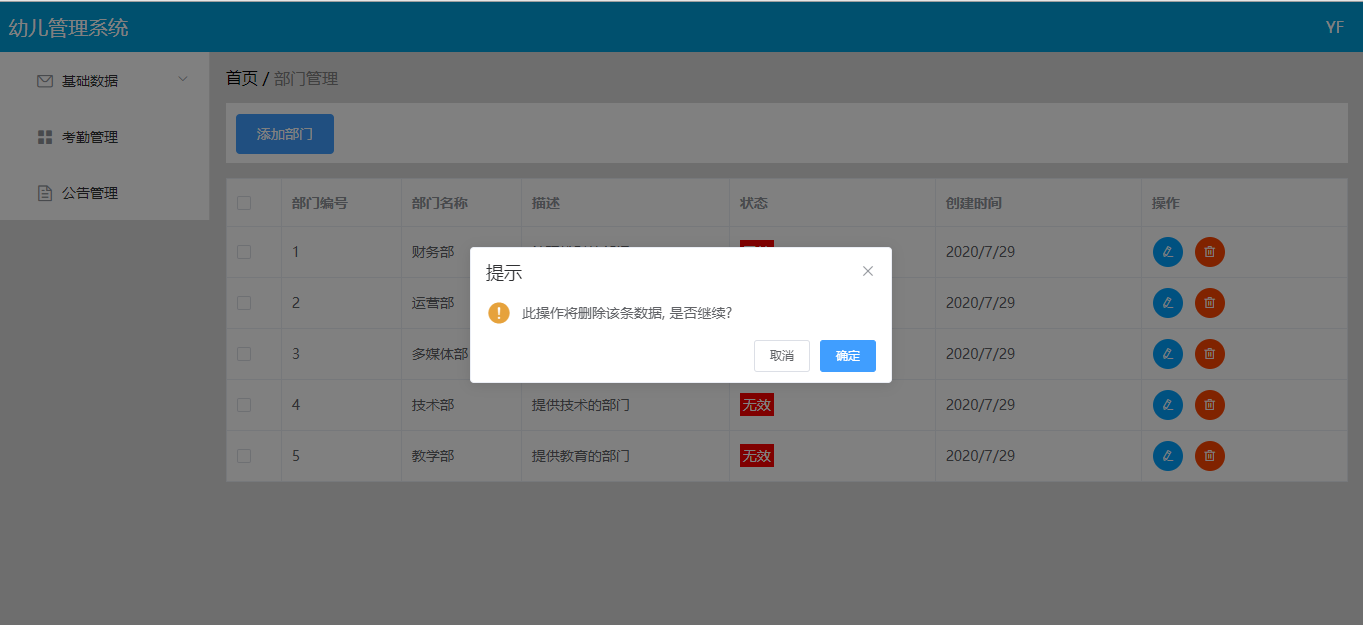 幼儿管理系统 YF
基础数据
考勤管理
公告管理
首页 / 部门管理
添加部门
部门编号 部门名称 描述 状态 创建时间 操作
1 财务部 2020/7/29
2 运营部 2020/7/29
3 多媒体部 2020/7/29
4 技术部 提供技术的部门 无效 2020/7/29
5 教学部 提供教育的部门 无效 2020/7/29
提示
此操作将删除该条数据, 是否继续?
取消 确定